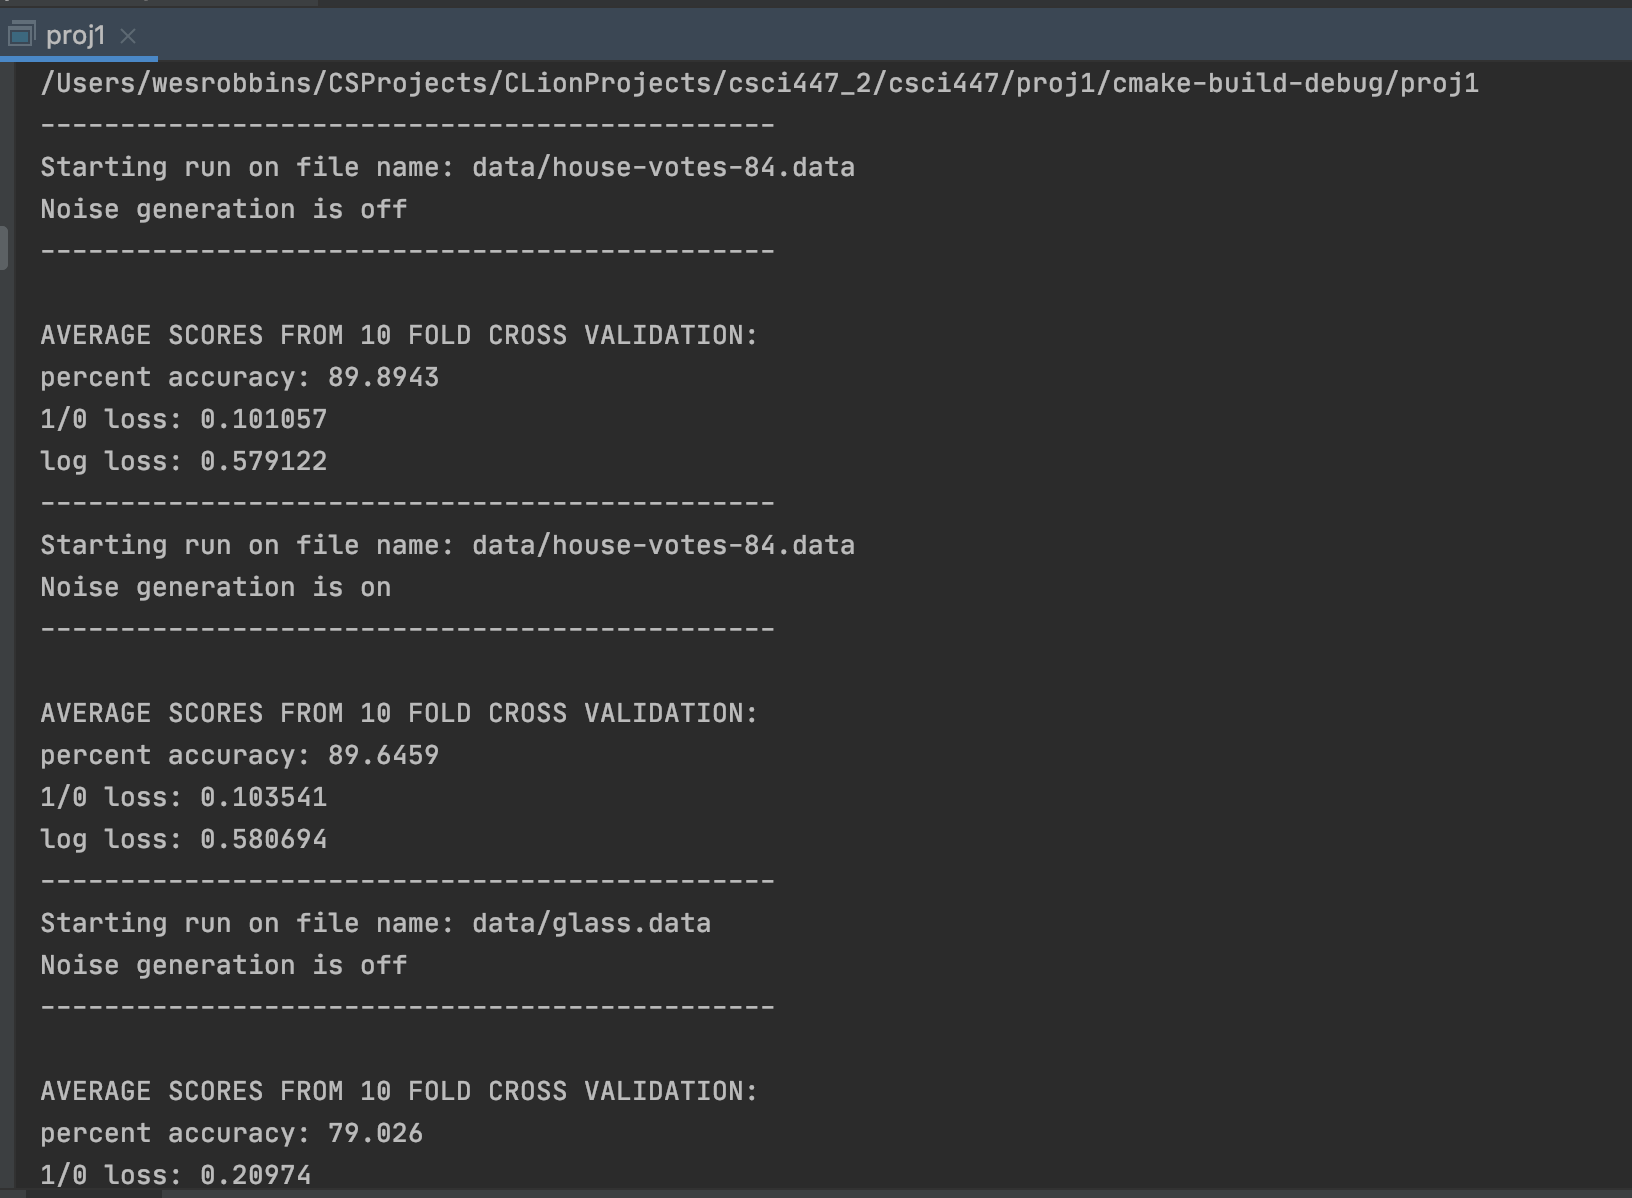 proj1
/Users/wesrobbins/CSProjects/CLionProjects/csci447_2/csci447/proj1/cmake-build-debug/proj1
----------------------------------------------
Starting run on file name: data/house-votes-84.data
Noise generation is off
----------------------------------------------
AVERAGE SCORES FROM 10 FOLD CROSS VALIDATION:
percent accuracy: 89.8943
1/0 loss: 0.101057
log loss: 0.579122
----------------------------------------------
Starting run on file name: data/house-votes-84.data
Noise generation is on
----------------------------------------------
AVERAGE SCORES FROM 10 FOLD CROSS VALIDATION:
percent accuracy: 89.6459
1/0 loss: 0.103541
log loss: 0.580694
----------------------------------------------
Starting run on file name: data/glass.data
Noise generation is off
----------------------------------------------
AVERAGE SCORES FROM 10 FOLD CROSS VALIDATION:
percent accuracy: 79.026
1/0 loss: 0.20974